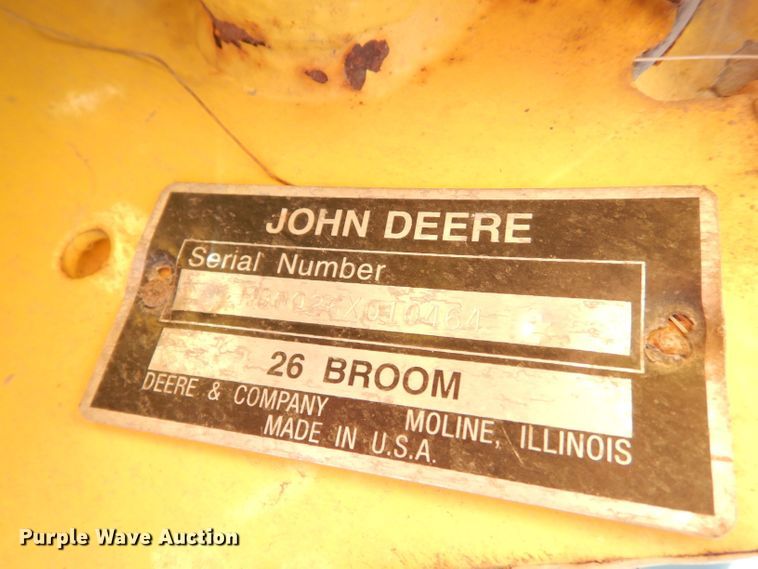 JOHN DEERE
Serial Number
26 BROOM
DEERE & COMPANY MOLINE, ILLINOIS
MADE IN U.S.A.
Purple Wave Auction